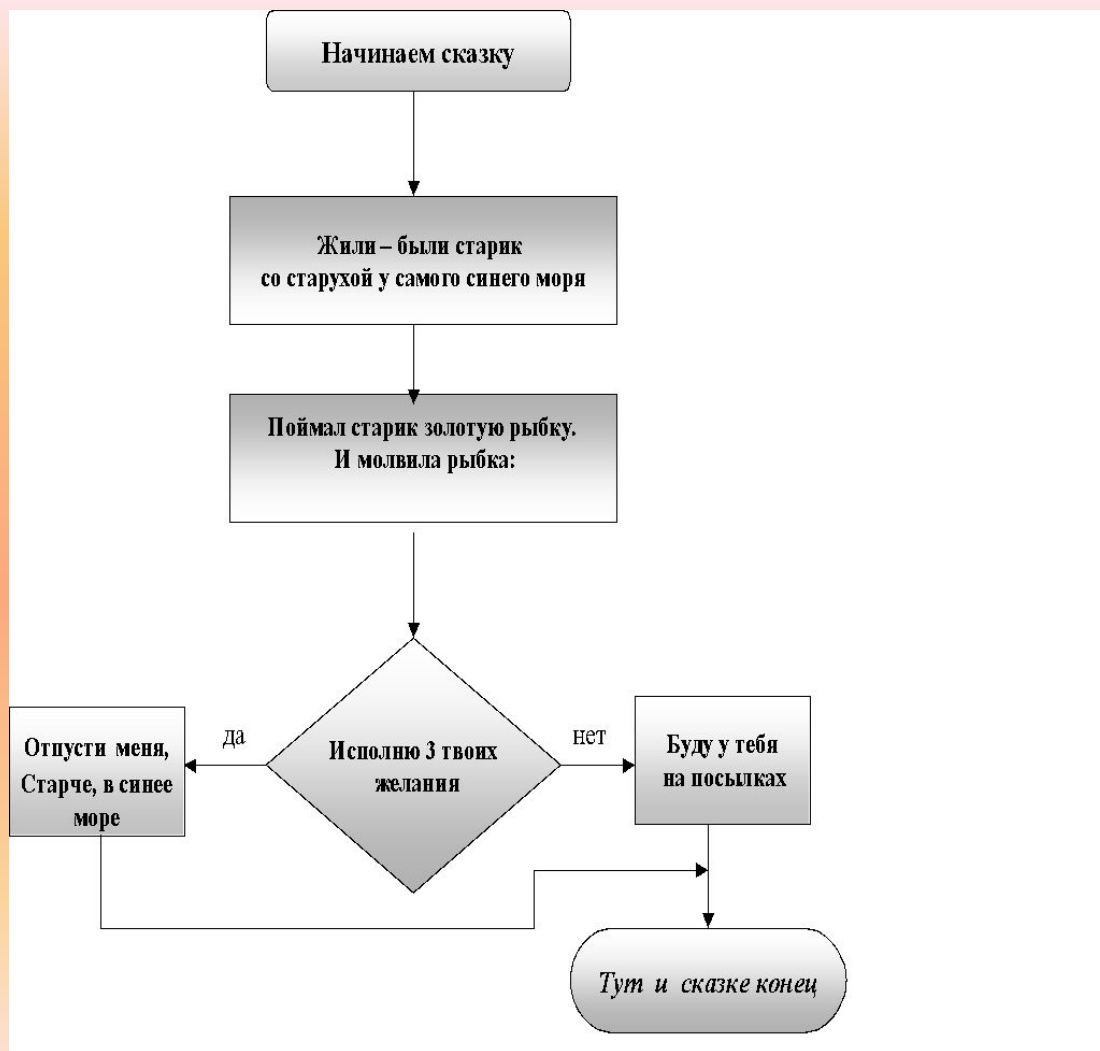 Начинаем сказку
Жили – были старик
со старухой у самого синего моря
Поймал старик золотую рыбку.
И молвила рыбка:
Исполню 3 твоих
желания
да
нет
Отпусти меня,
Старче, в синее
море
Буду у тебя
на посылках
Тут и сказке конец